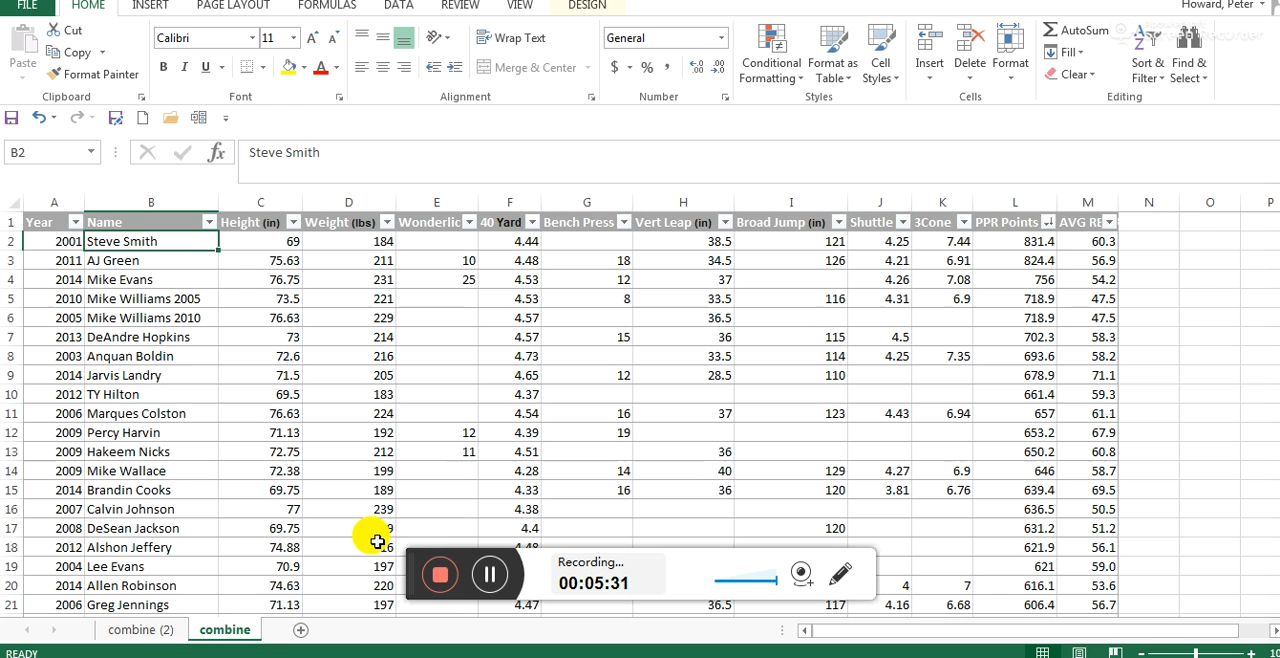 FILE HOME INSERT PAGE LAYOUT FORMULAS DATA REVIEW VIEW DESIGN Howard, Peter
Cut Calibri 11 Wrap Text General AutoSum
Copy Fill
Paste Format Painter B I U Merge & Center $ % , Conditional Formatting Format as Table Cell Styles Insert Delete Format Clear Sort & Filter Find & Select
Clipboard Font Alignment Number Styles Cells Editing
B2 fx Steve Smith
A B C D E F G H I J K L M N O P
1 Year Name Height (in) Weight (lbs) Wonderlic 40 Yard Bench Press Vert Leap (in) Broad Jump (in) Shuttle 3Cone PPR Points AVG RE
2 2001 Steve Smith 69 184 4.44 38.5 121 4.25 7.44 831.4 60.3
3 2011 AJ Green 75.63 211 10 4.48 18 34.5 126 4.21 6.91 824.4 56.9
4 2014 Mike Evans 76.75 231 25 4.53 12 37 4.26 7.08 756 54.2
5 2010 Mike Williams 2005 73.5 221 4.53 8 33.5 116 4.31 6.9 718.9 47.5
6 2005 Mike Williams 2010 76.63 229 4.57 36.5 718.9 47.5
7 2013 DeAndre Hopkins 73 214 4.57 15 36 115 4.5 702.3 58.3
8 2003 Anquan Boldin 72.6 216 4.73 33.5 114 4.25 7.35 693.6 58.2
9 2014 Jarvis Landry 71.5 205 4.65 12 28.5 110 678.9 71.1
10 2012 TY Hilton 69.5 183 4.37 661.4 59.3
11 2006 Marques Colston 76.63 224 4.54 16 37 123 4.43 6.94 657 61.1
12 2009 Percy Harvin 71.13 192 12 4.39 19 653.2 67.9
13 2009 Hakeem Nicks 72.75 212 11 4.51 36 650.2 60.8
14 2009 Mike Wallace 72.38 199 4.28 14 40 129 4.27 6.9 646 58.7
15 2014 Brandin Cooks 69.75 189 4.33 16 36 120 3.81 6.76 639.4 69.5
16 2007 Calvin Johnson 77 239 4.38 636.5 50.5
17 2008 DeSean Jackson 69.75 4.4 120 631.2 51.2
18 2012 Alshon Jeffery 74.88 621.9 56.1
19 2004 Lee Evans 70.9 197 621 59.0
20 2014 Allen Robinson 74.63 220 4 7 616.1 53.6
21 2006 Greg Jennings 71.13 197 4.47 36.5 117 4.16 6.68 606.4 56.7
Recording...
00:05:31
combine (2) combine
READY